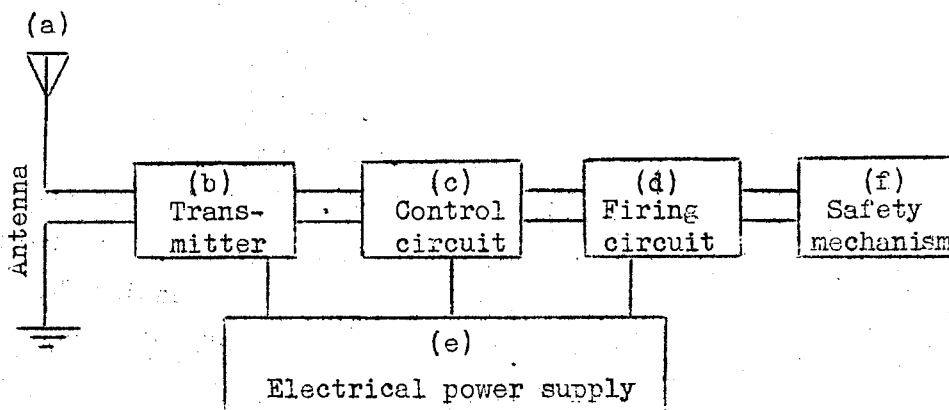 (a)
Antenna
(b)
Trans-
mitter
(c)
Control
circuit
(d)
Firing
circuit
(f)
Safety
mechanism
(e)
Electrical power supply